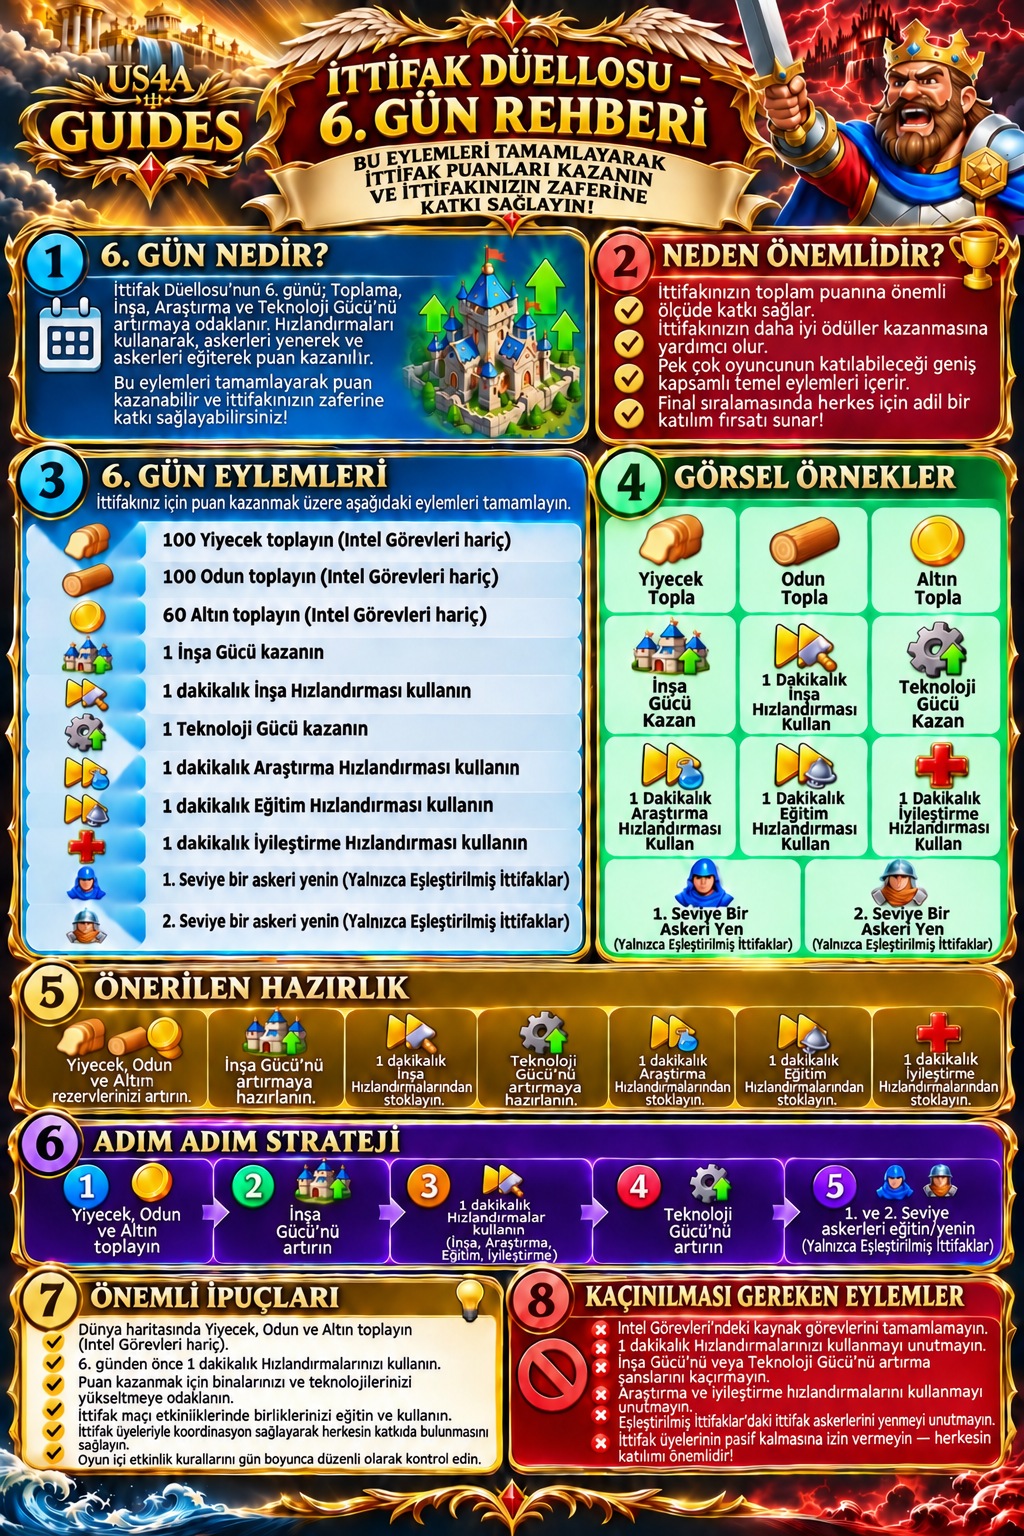 US4A
GUIDES
İTTİFAK DÜELLOSU –
6. GÜN REHBERİ
BU EYLEMLERİ TAMAMLAYARAK
İTTİFAK PUANLARI KAZANIN
VE İTTİFAKINIZIN ZAFERİNE
KATKI SAĞLAYIN!
1
6. GÜN NEDİR?
İttifak Düellosu'nun 6. günü; Toplama,
İnşa, Araştırma ve Teknoloji Gücü'nü
artırmaya odaklanır. Hızlandırmaları
kullanarak, askerleri yenerek ve
askerleri eğiterek puan kazanılır.
Bu eylemleri tamamlayarak puan
kazanabilir ve ittifakınızın zaferine
katkı sağlayabilirsiniz!
2
NEDEN ÖNEMLİDİR?
İttifakınızın toplam puanına önemli
ölçüde katkı sağlar.
İttifakınızın daha iyi ödüller kazanmasına
yardımcı olur.
Pek çok oyuncunun katılabileceği geniş
kapsamlı temel eylemleri içerir.
Final sıralamasında herkes için adil bir
katılım fırsatı sunar!
3
6. GÜN EYLEMLERİ
İttifakınız için puan kazanmak üzere aşağıdaki eylemleri tamamlayın.
100 Yiyecek toplayın (Intel Görevleri hariç)
100 Odun toplayın (Intel Görevleri hariç)
60 Altın toplayın (Intel Görevleri hariç)
1 İnşa Gücü kazanın
1 dakikalık İnşa Hızlandırması kullanın
1 Teknoloji Gücü kazanın
1 dakikalık Araştırma Hızlandırması kullanın
1 dakikalık Eğitim Hızlandırması kullanın
1 dakikalık İyileştirme Hızlandırması kullanın
1. Seviye bir askeri yenin (Yalnızca Eşleştirilmiş İttifaklar)
2. Seviye bir askeri yenin (Yalnızca Eşleştirilmiş İttifaklar)
4
GÖRSEL ÖRNEKLER
Yiyecek
Topla
Odun
Topla
Altın
Topla
İnşa
Gücü
Kazan
1 Dakikalık
İnşa
Hızlandırması
Kullan
Teknoloji
Gücü
Kazan
1 Dakikalık
Araştırma
Hızlandırması
Kullan
1 Dakikalık
Eğitim
Hızlandırması
Kullan
1 Dakikalık
İyileştirme
Hızlandırması
Kullan
1. Seviye Bir
Askeri Yen
(Yalnızca Eşleştirilmiş İttifaklar)
2. Seviye Bir
Askeri Yen
(Yalnızca Eşleştirilmiş İttifaklar)
5
ÖNERİLEN HAZIRLIK
Yiyecek, Odun
ve Altın
rezervlerinizi artırın.
İnşa Gücü'nü
artırmaya
hazırlanın.
1 dakikalık
İnşa
Hızlandırmalarından
stoklayın.
Teknoloji
Gücü'nü
artırmaya
hazırlanın.
1 dakikalık
Araştırma
Hızlandırmalarından
stoklayın.
1 dakikalık
Eğitim
Hızlandırmalarından
stoklayın.
1 dakikalık
İyileştirme
Hızlandırmalarından
stoklayın.
6
ADIM ADIM STRATEJİ
1
Yiyecek, Odun
ve Altın
toplayın
2
İnşa
Gücü'nü
artırın
3
1 dakikalık
Hızlandırmalar
kullanın
(İnşa, Araştırma,
Eğitim, İyileştirme)
4
Teknoloji
Gücü'nü
artırın
5
1. ve 2. Seviye
askerleri eğitin/yenin
(Yalnızca Eşleştirilmiş İttifaklar)
7
ÖNEMLİ İPUÇLARI
Dünya haritasında Yiyecek, Odun ve Altın toplayın
(Intel Görevleri hariç).
6. günden önce 1 dakikalık Hızlandırmalarınızı kullanın.
Puan kazanmak için binalarınızı ve teknolojilerinizi
yükseltmeye odaklanın.
İttifak maçı etkinliklerinde birliklerinizi eğitin ve kullanın.
İttifak üyeleriyle koordinasyon sağlayarak herkesin katkıda bulunmasını
sağlayın.
Oyun içi etkinlik kurallarını gün boyunca düzenli olarak kontrol edin.
8
KAÇINILMASI GEREKEN EYLEMLER
Intel Görevleri'ndeki kaynak görevlerini tamamlamayın.
1 dakikalık Hızlandırmalarınızı kullanmayı unutmayın.
İnşa Gücü'nü veya Teknoloji Gücü'nü artırma
şanslarını kaçırmayın.
Araştırma ve iyileştirme hızlandırmalarını kullanmayı
unutmayın.
Eşleştirilmiş İttifaklar'daki ittifak askerlerini yenmeyi unutmayın.
İttifak üyelerinin pasif kalmasına izin vermeyin — herkesin
katılımı önemlidir!